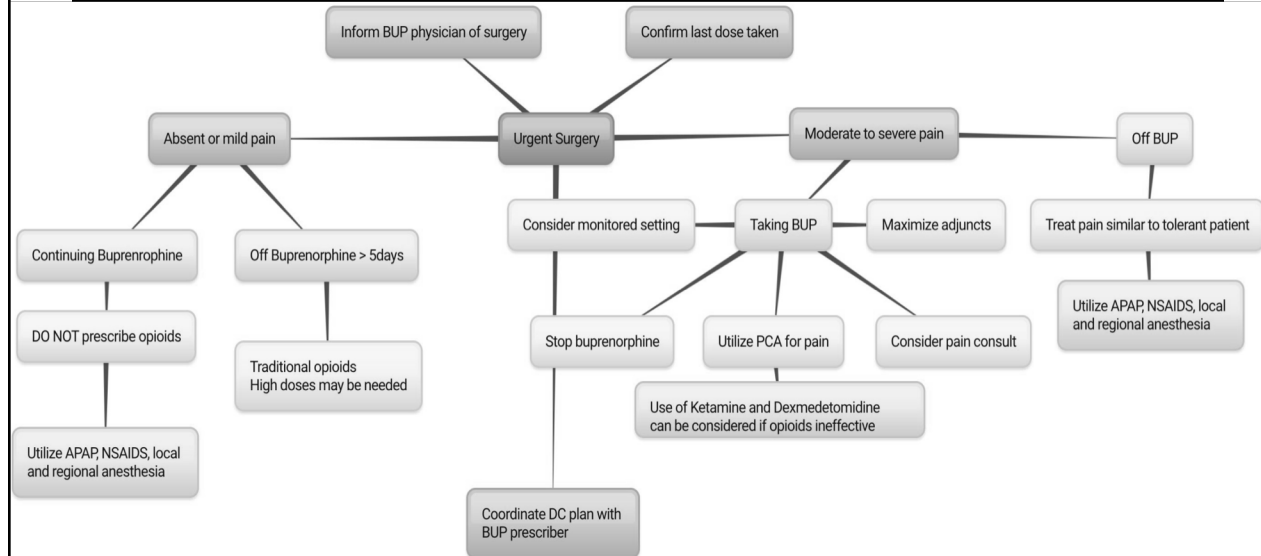 Inform BUP physician of surgery
Confirm last dose taken
Absent or mild pain
Urgent Surgery
Moderate to severe pain
Off BUP
Consider monitored setting
Taking BUP
Maximize adjuncts
Treat pain similar to tolerant patient
Continuing Buprenrophine
Off Buprenorphine > 5days
DO NOT prescribe opioids
Stop buprenorphine
Utilize PCA for pain
Consider pain consult
Utilize APAP, NSAIDS, local
and regional anesthesia
Traditional opioids
High doses may be needed
Use of Ketamine and Dexmedetomidine
can be considered if opioids ineffective
Utilize APAP, NSAIDS, local
and regional anesthesia
Coordinate DC plan with
BUP prescriber